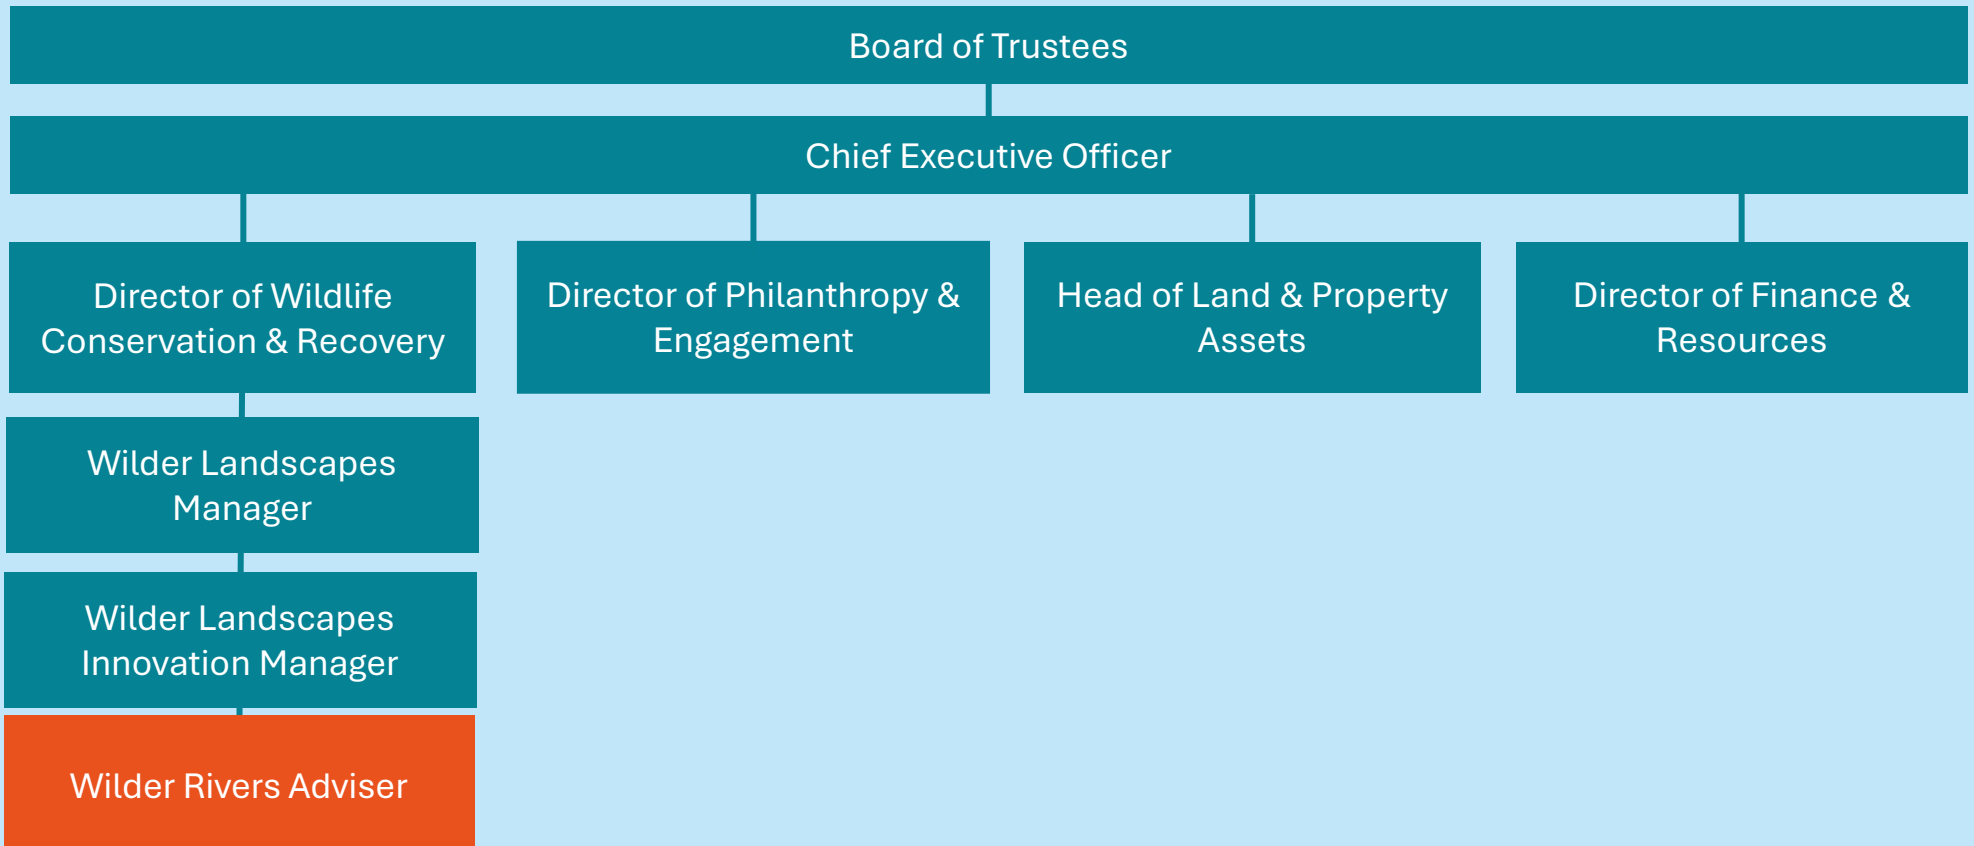 Board of Trustees
Chief Executive Officer
Director of Wildlife
Conservation & Recovery
Director of Philanthropy &
Engagement
Head of Land & Property
Assets
Director of Finance &
Resources
Wilder Landscapes
Manager
Wilder Landscapes
Innovation Manager
Wilder Rivers Adviser